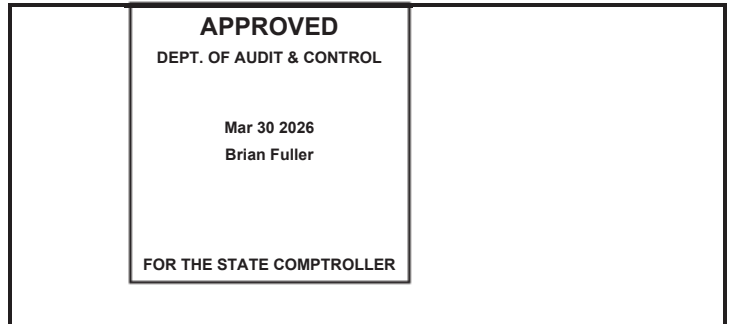 APPROVED
DEPT. OF AUDIT & CONTROL
Mar 30 2026
Brian Fuller
FOR THE STATE COMPTROLLER